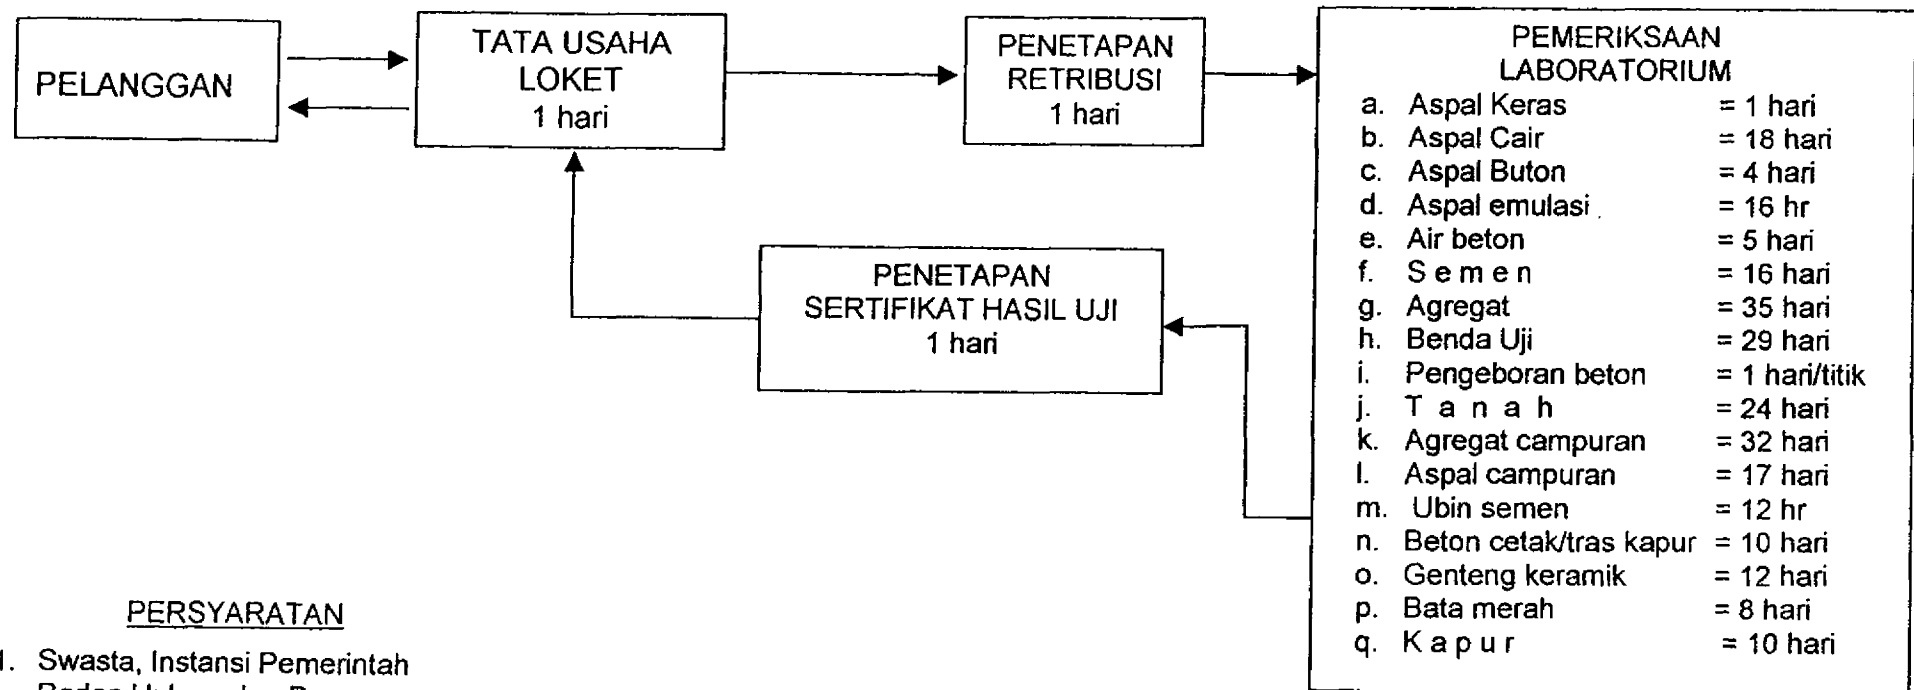 PELANGGAN
TATA USAHA
LOKET
1 hari
PENETAPAN
RETRIBUSI
1 hari
PEMERIKSAAN
LABORATORIUM
a. Aspal Keras = 1 hari
b. Aspal Cair = 18 hari
c. Aspal Buton = 4 hari
d. Aspal emulasi = 16 hr
e. Air beton = 5 hari
f. S e m e n = 16 hari
g. Agregat = 35 hari
h. Benda Uji = 29 hari
i. Pengeboran beton = 1 hari/titik
j. T a n a h = 24 hari
k. Agregat campuran = 32 hari
l. Aspal campuran = 17 hari
m. Ubin semen = 12 hr
n. Beton cetak/tras kapur = 10 hari
o. Genteng keramik = 12 hari
p. Bata merah = 8 hari
q. K a p u r = 10 hari
PENETAPAN
SERTIFIKAT HASIL UJI
1 hari
PERSYARATAN
1. Swasta, Instansi Pemerintah